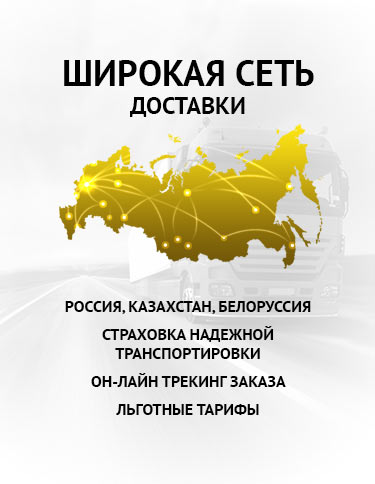 ШИРОКАЯ СЕТЬ
ДОСТАВКИ
РОССИЯ, КАЗАХСТАН, БЕЛОРУССИЯ
СТРАХОВКА НАДЕЖНОЙ
ТРАНСПОРТИРОВКИ
ОН-ЛАЙН ТРЕКИНГ ЗАКАЗА
ЛЬГОТНЫЕ ТАРИФЫ